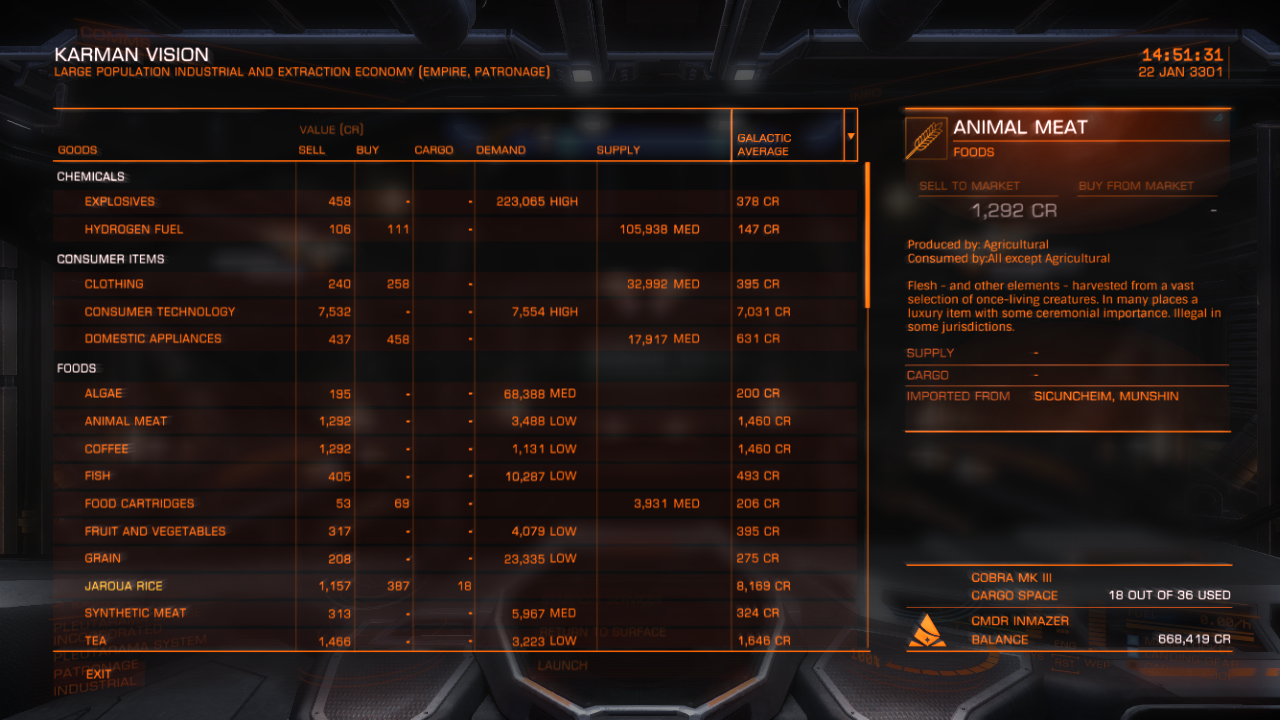 KARMAN VISION
LARGE POPULATION INDUSTRIAL AND EXTRACTION ECONOMY (EMPIRE, PATRONAGE)
14:51:31
22 JAN 3301
VALUE (CR)
GOODS SELL BUY CARGO DEMAND SUPPLY GALACTIC AVERAGE
CHEMICALS
EXPLOSIVES 458 - - 223,065 HIGH 378 CR
HYDROGEN FUEL 106 111 - 105,938 MED 147 CR
CONSUMER ITEMS
CLOTHING 240 258 - 32,992 MED 395 CR
CONSUMER TECHNOLOGY 7,532 - - 7,554 HIGH 7,031 CR
DOMESTIC APPLIANCES 437 458 - 17,917 MED 631 CR
FOODS
ALGAE 195 - - 68,388 MED 200 CR
ANIMAL MEAT 1,292 - - 3,488 LOW 1,460 CR
COFFEE 1,292 - - 1,131 LOW 1,460 CR
FISH 405 - - 10,287 LOW 493 CR
FOOD CARTRIDGES 53 69 3,931 MED 206 CR
FRUIT AND VEGETABLES 317 - - 4,079 LOW 395 CR
GRAIN 208 - - 23,335 LOW 275 CR
JAROUA RICE 1,157 387 18 8,169 CR
SYNTHETIC MEAT 313 - - 5,967 MED 324 CR
TEA 1,466 - - 3,223 LOW 1,646 CR
EXIT
LAUNCH
RETURN TO SURFACE
PATRONAGE
INDUSTRIAL
ANIMAL MEAT
FOODS
SELL TO MARKET BUY FROM MARKET
1,292 CR -
Produced by: Agricultural
Consumed by:All except Agricultural
Flesh - and other elements - harvested from a vast
selection of once-living creatures. In many places a
luxury item with some ceremonial importance. Illegal in
some jurisdictions.
SUPPLY -
CARGO -
IMPORTED FROM SICUNCHEIM, MUNSHIN
COBRA MK III
CARGO SPACE 18 OUT OF 36 USED
CMDR INMAZER
BALANCE 668,419 CR